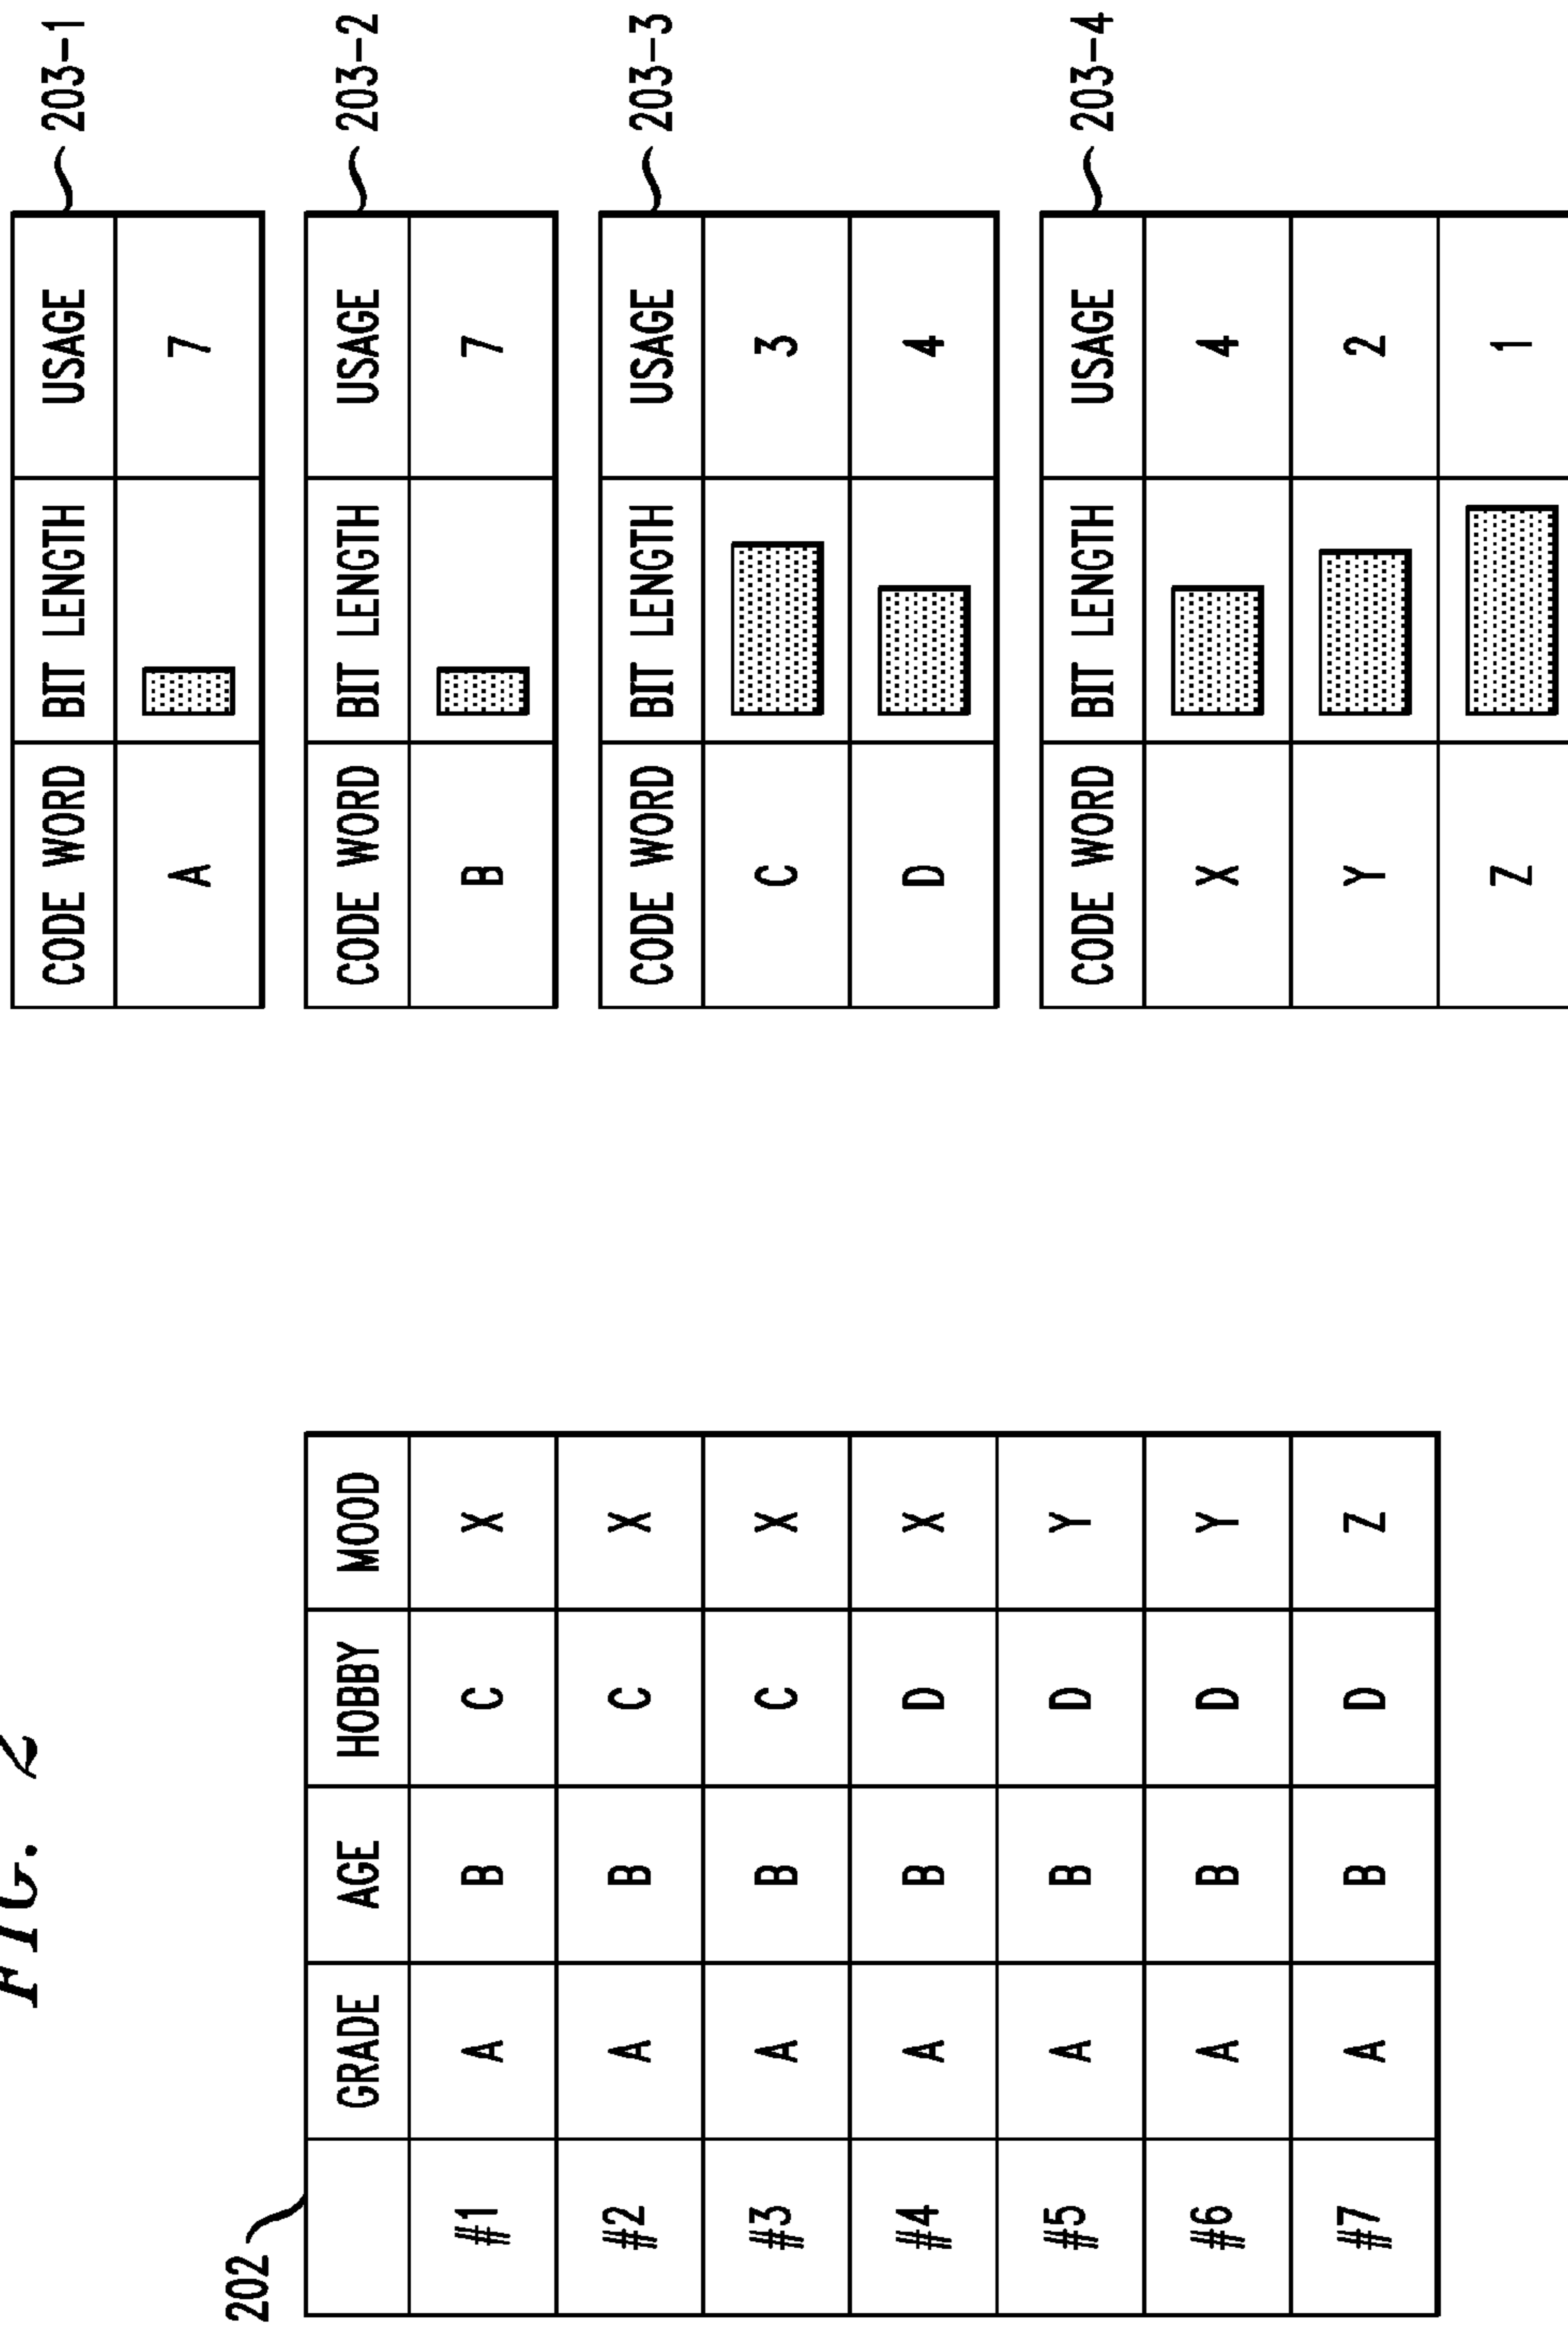 FIG. 2
202
GRADE AGE HOBBY MOOD
#1 A B C X
#2 A B C X
#3 A B C X
#4 A B D X
#5 A B D Y
#6 A B D Y
#7 A B D Z
CODE WORD BIT LENGTH USAGE
203-1
A 7
CODE WORD BIT LENGTH USAGE
203-2
B 7
CODE WORD BIT LENGTH USAGE
203-3
C 3
D 4
CODE WORD BIT LENGTH USAGE
203-4
X 4
Y 2
Z 1